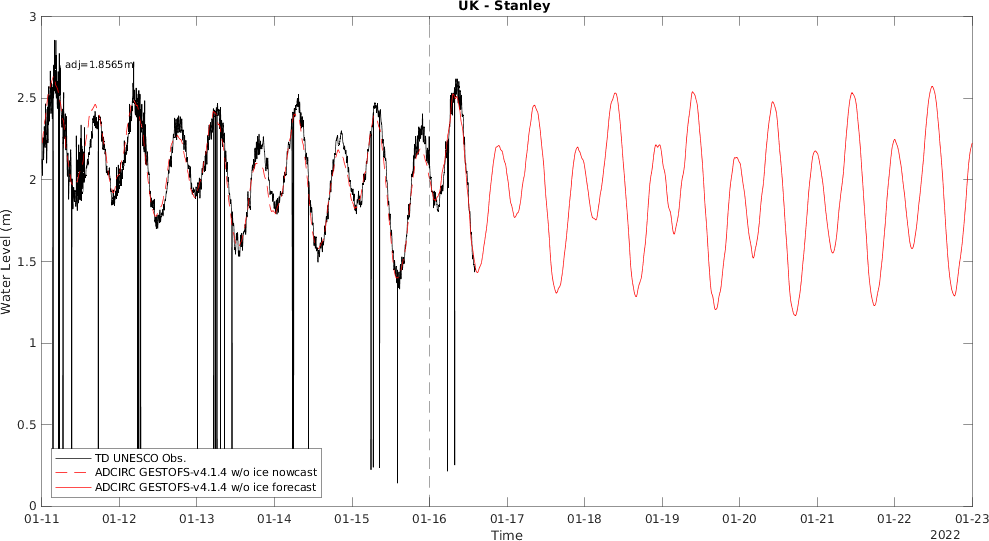 UK - Stanley
3
adj=1.8565m
2.5
2
1.5
1
0.5
0
Water Level (m)
TD UNESCO Obs.
ADCIRC GESTOFS-v4.1.4 w/o ice nowcast
ADCIRC GESTOFS-v4.1.4 w/o ice forecast
01-11 01-12 01-13 01-14 01-15 01-16 01-17 01-18 01-19 01-20 01-21 01-22 01-23
Time
2022